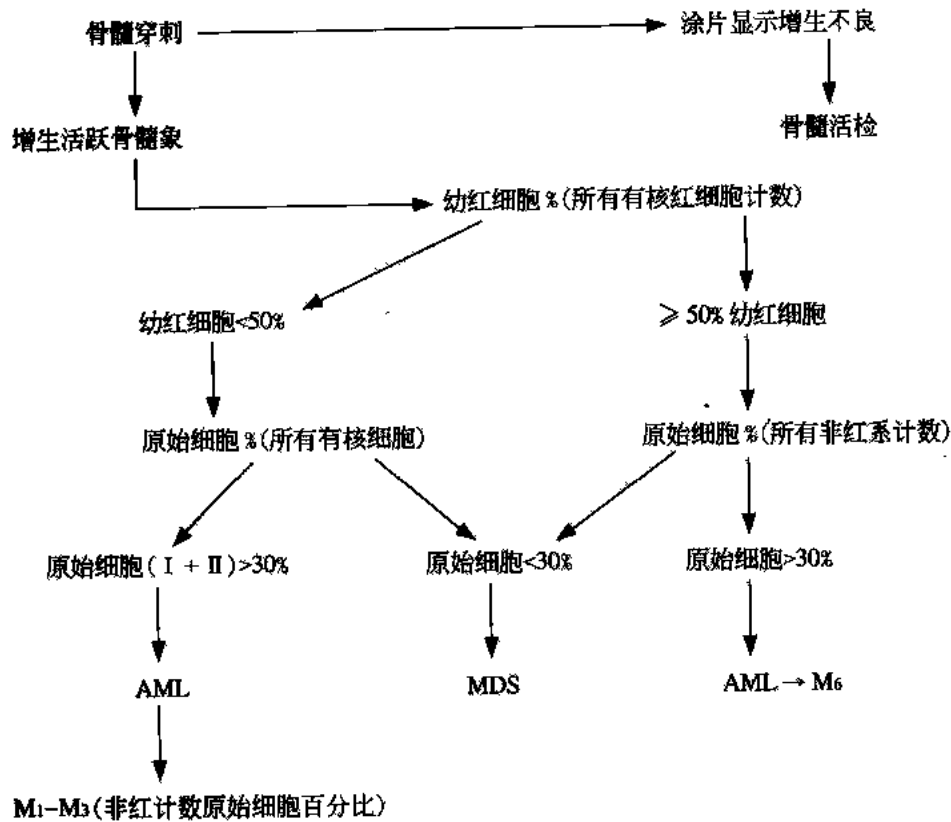 骨髓穿刺
涂片显示增生不良
增生活跃骨髓象
骨髓活检
幼红细胞%(所有有核红细胞计数)
幼红细胞<50%
≥50%幼红细胞
原始细胞%(所有有核细胞)
原始细胞%(所有非红系计数)
原始细胞(Ⅰ+Ⅱ)>30%
原始细胞<30%
原始细胞>30%
AML
MDS
AML→M6
M1-M3(非红计数原始细胞百分比)